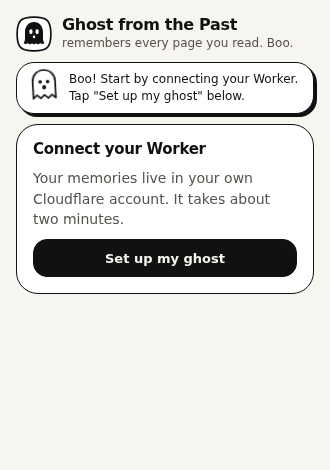 Ghost from the Past
remembers every page you read. Boo.
Boo! Start by connecting your Worker.
Tap "Set up my ghost" below.
Connect your Worker
Your memories live in your own
Cloudflare account. It takes about
two minutes.
Set up my ghost